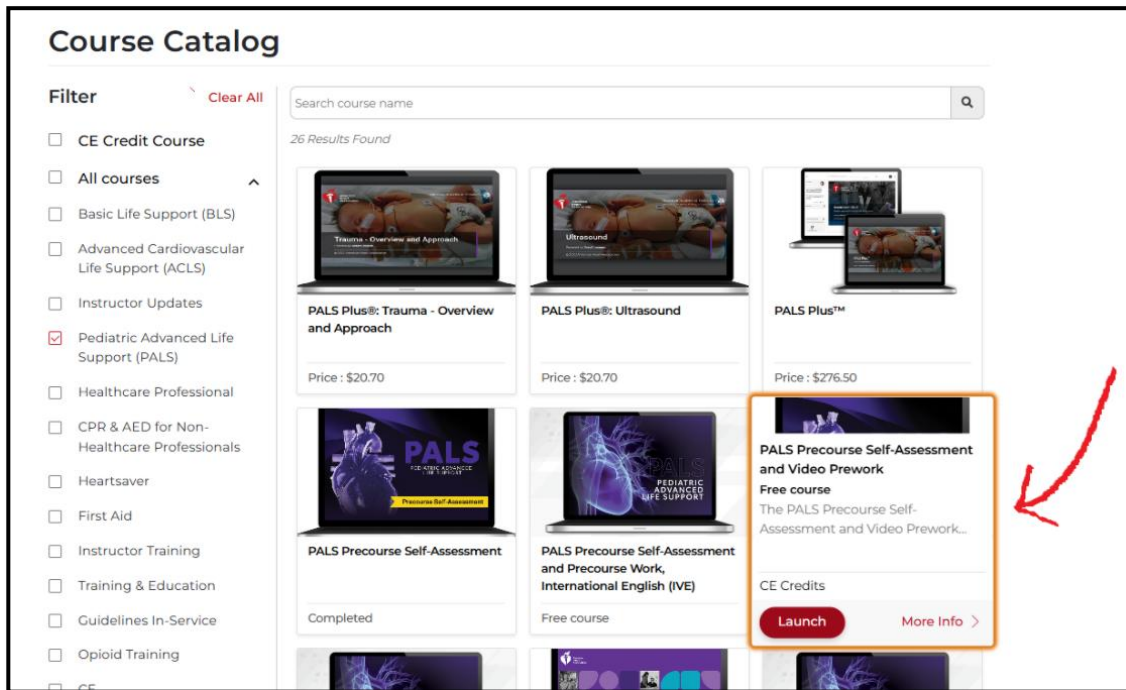 Course Catalog
Filter
Clear All
CE Credit Course
All courses
Basic Life Support (BLS)
Advanced Cardiovascular
Life Support (ACLS)
Instructor Updates
Pediatric Advanced Life
Support (PALS)
Healthcare Professional
CPR & AED for Non-
Healthcare Professionals
Heartsaver
First Aid
Instructor Training
Training & Education
Guidelines In-Service
Opioid Training
CE
Search course name
26 Results Found
Trauma - Overview and Approach
PALS Plus®: Trauma - Overview
and Approach
Price : $20.70
Ultrasound
PALS Plus®: Ultrasound
Price : $20.70
PALS Plus™
Price : $276.50
PALS
PEDIATRIC ADVANCED
LIFE SUPPORT
Precourse Self-Assessment
PALS Precourse Self-Assessment
Completed
PALS
PEDIATRIC
ADVANCED
LIFE SUPPORT
PALS Precourse Self-Assessment
and Precourse Work,
International English (IVE)
Free course
PALS Precourse Self-Assessment
and Video Prework
Free course
The PALS Precourse Self-
Assessment and Video Prework...
CE Credits
Launch
More Info